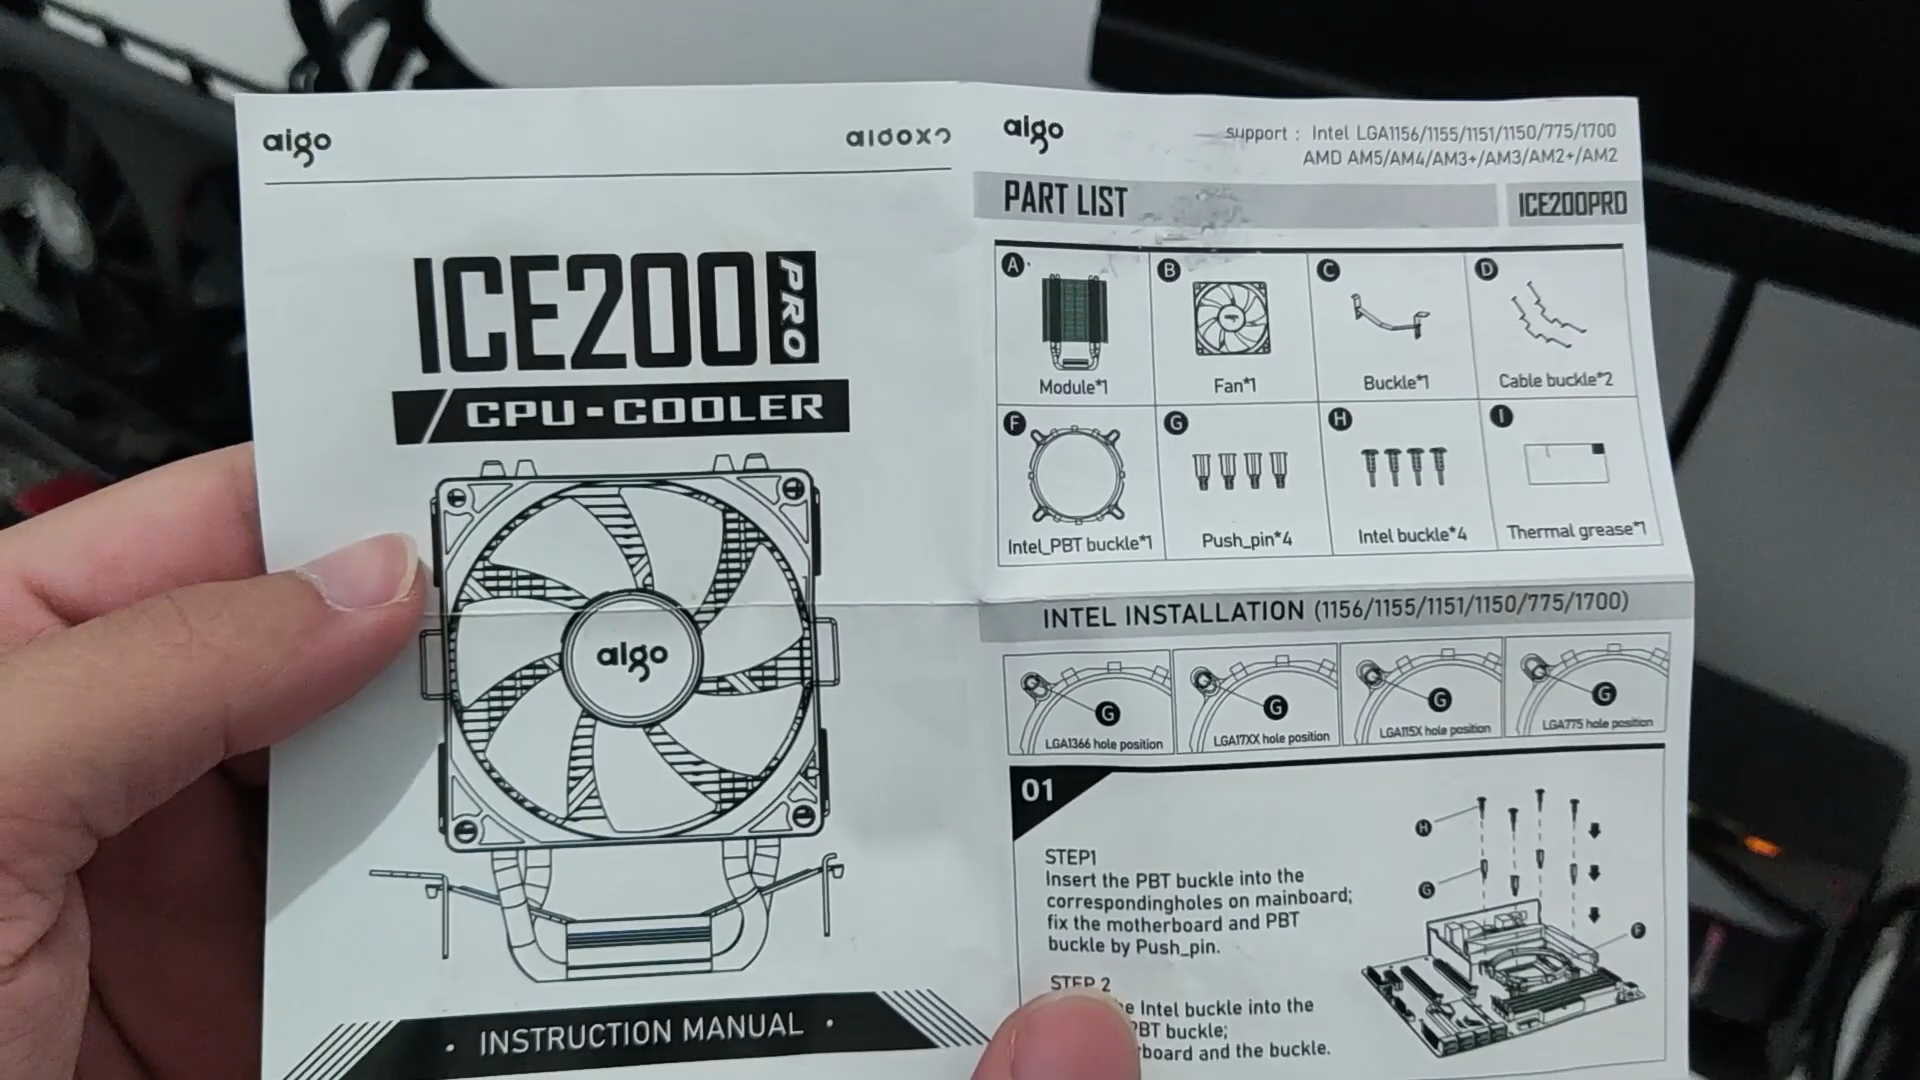 aigo
aigo
ICE200
PRO
CPU-COOLER
aigo
· INSTRUCTION MANUAL ·
aigo
support : Intel LGA1156/1155/1151/1150/775/1700
AMD AM5/AM4/AM3+/AM3/AM2+/AM2
PART LIST
ICE200PRO
A
B
C
D
Module*1
Fan*1
Buckle*1
Cable buckle*2
F
G
H
I
Intel_PBT buckle*1
Push_pin*4
Intel buckle*4
Thermal grease*1
INTEL INSTALLATION (1156/1155/1151/1150/775/1700)
G
G
G
G
LGA1366 hole position
LGA17XX hole position
LGA115X hole position
LGA775 hole position
01
H
G
F
STEP1
Insert the PBT buckle into the
correspondingholes on mainboard;
fix the motherboard and PBT
buckle by Push_pin.
STEP 2
Intel buckle into the
PBT buckle;
and the buckle.